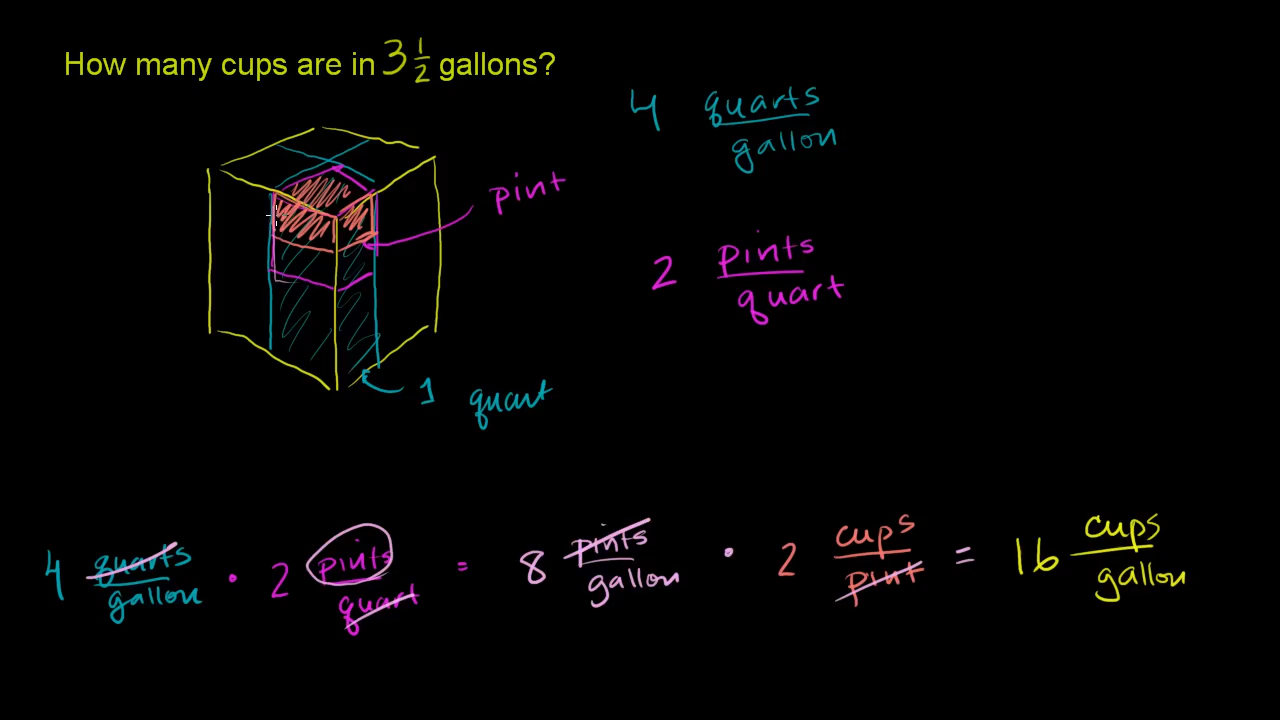 How many cups are in 3 1/2 gallons?
4 quarts/gallon
pint
2 pints/quart
1 quart
4 quarts/gallon · 2 pints/quart = 8 pints/gallon · 2 cups/pint = 16 cups/gallon